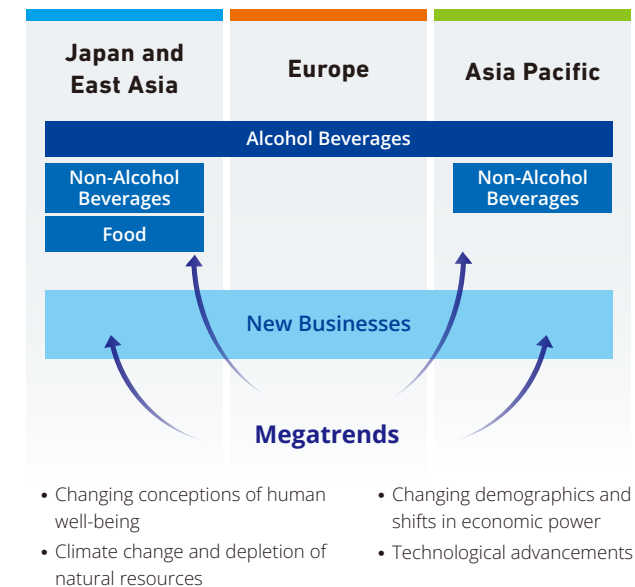 Japan and
East Asia
Europe
Asia Pacific
Alcohol Beverages
Non-Alcohol
Beverages
Non-Alcohol
Beverages
Food
New Businesses
Megatrends
• Changing conceptions of human
well-being
• Climate change and depletion of
natural resources
• Changing demographics and
shifts in economic power
• Technological advancements